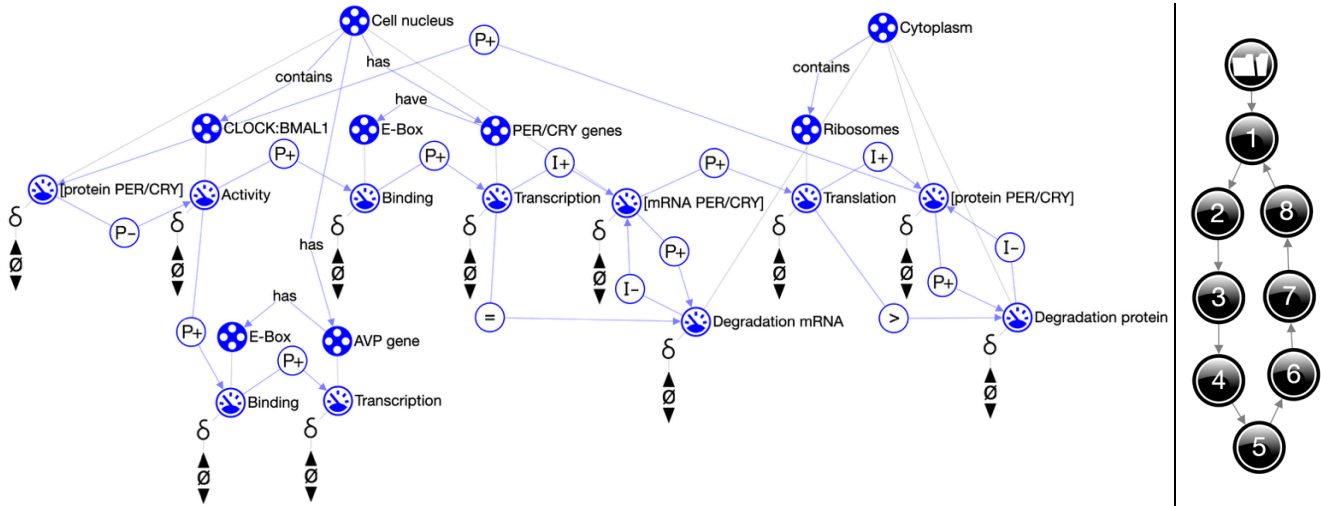 Cell nucleus
P+
Cytoplasm
contains
has
contains
have
CLOCK:BMAL1
E-Box
PER/CRY genes
Ribosomes
P+
P+
I+
P+
I+
[protein PER/CRY]
Activity
Binding
Transcription
[mRNA PER/CRY]
Translation
[protein PER/CRY]
δ
P-
δ
δ
δ
δ
δ
δ
has
P+
I-
Ø
Ø
Ø
Ø
Ø
Ø
Ø
I-
P+
has
P+
E-Box
P+
AVP gene
=
Degradation mRNA
>
Degradation protein
δ
δ
Binding
Transcription
Ø
Ø
δ
δ
Ø
Ø
1
2
8
3
7
4
6
5